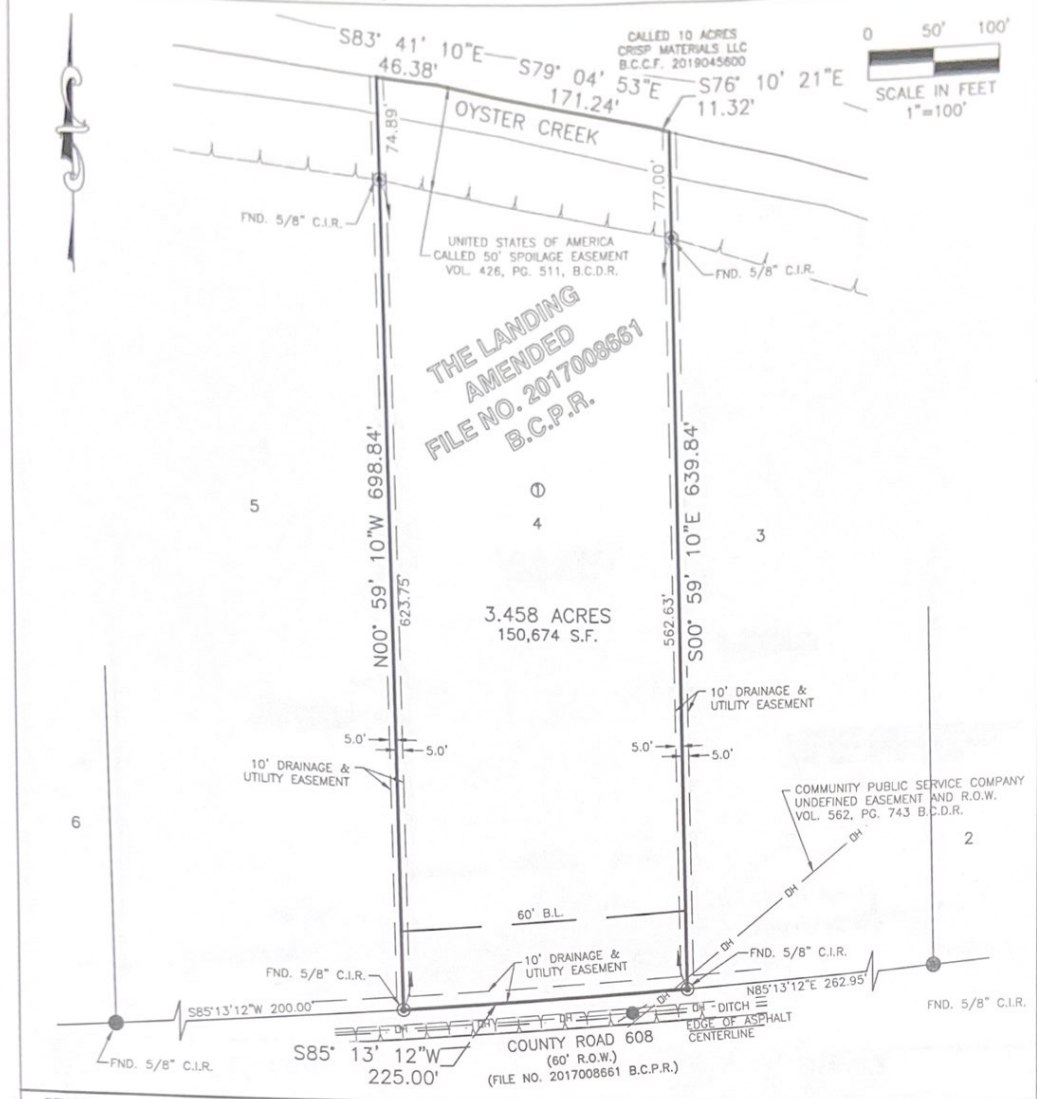 CALLED 10 ACRES
CRISP MATERIALS LLC
B.C.C.F. 2019045600
0 50' 100'
SCALE IN FEET
1"=100'
S83° 41' 10"E
46.38'
S79° 04' 53"E
171.24'
S76° 10' 21"E
11.32'
OYSTER CREEK
74.89'
77.00'
FND. 5/8" C.I.R.
UNITED STATES OF AMERICA
CALLED 50' SPOILAGE EASEMENT
VOL. 426, PG. 511, B.C.D.R.
FND. 5/8" C.I.R.
THE LANDING
AMENDED
FILE NO. 2017008661
B.C.P.R.
N00° 59' 10"W 698.84'
623.75'
S00° 59' 10"E 639.84'
562.63'
5
1
4
3
3.458 ACRES
150,674 S.F.
10' DRAINAGE &
UTILITY EASEMENT
5.0'
5.0'
5.0'
5.0'
10' DRAINAGE &
UTILITY EASEMENT
COMMUNITY PUBLIC SERVICE COMPANY
UNDEFINED EASEMENT AND R.O.W.
VOL. 562, PG. 743 B.C.D.R.
6
2
OH
OH
OH
60' B.L.
10' DRAINAGE &
UTILITY EASEMENT
FND. 5/8" C.I.R.
FND. 5/8" C.I.R.
S85°13'12"W 200.00'
N85°13'12"E 262.95'
OH
OH
OH
OH
DITCH
EDGE OF ASPHALT
CENTERLINE
FND. 5/8" C.I.R.
FND. 5/8" C.I.R.
S85° 13' 12"W
225.00'
COUNTY ROAD 608
(60' R.O.W.)
(FILE NO. 2017008661 B.C.P.R.)